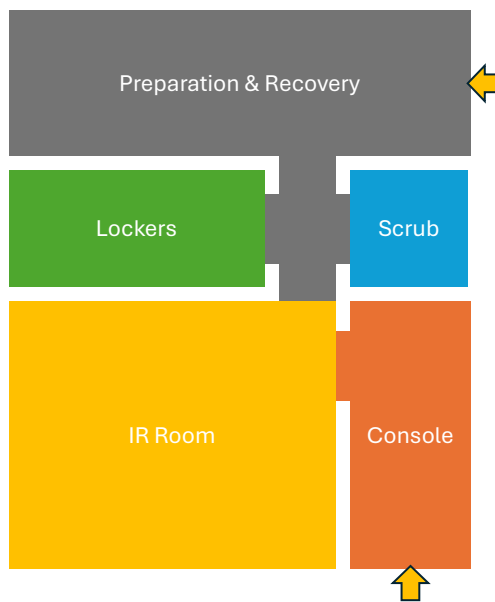 Preparation & Recovery
Lockers
Scrub
IR Room
Console